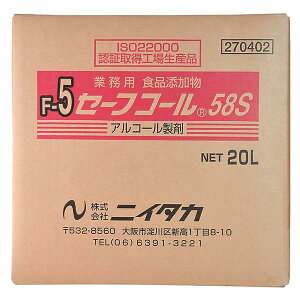 ISO22000
認証取得工場生産品
270402
業務用 食品添加物
F-5 セーフコール® 58S
アルコール製剤
NET 20L
株式会社 ニイタカ
〒532-8560 大阪市淀川区新高1丁目8-10
TEL(06)6391-3221